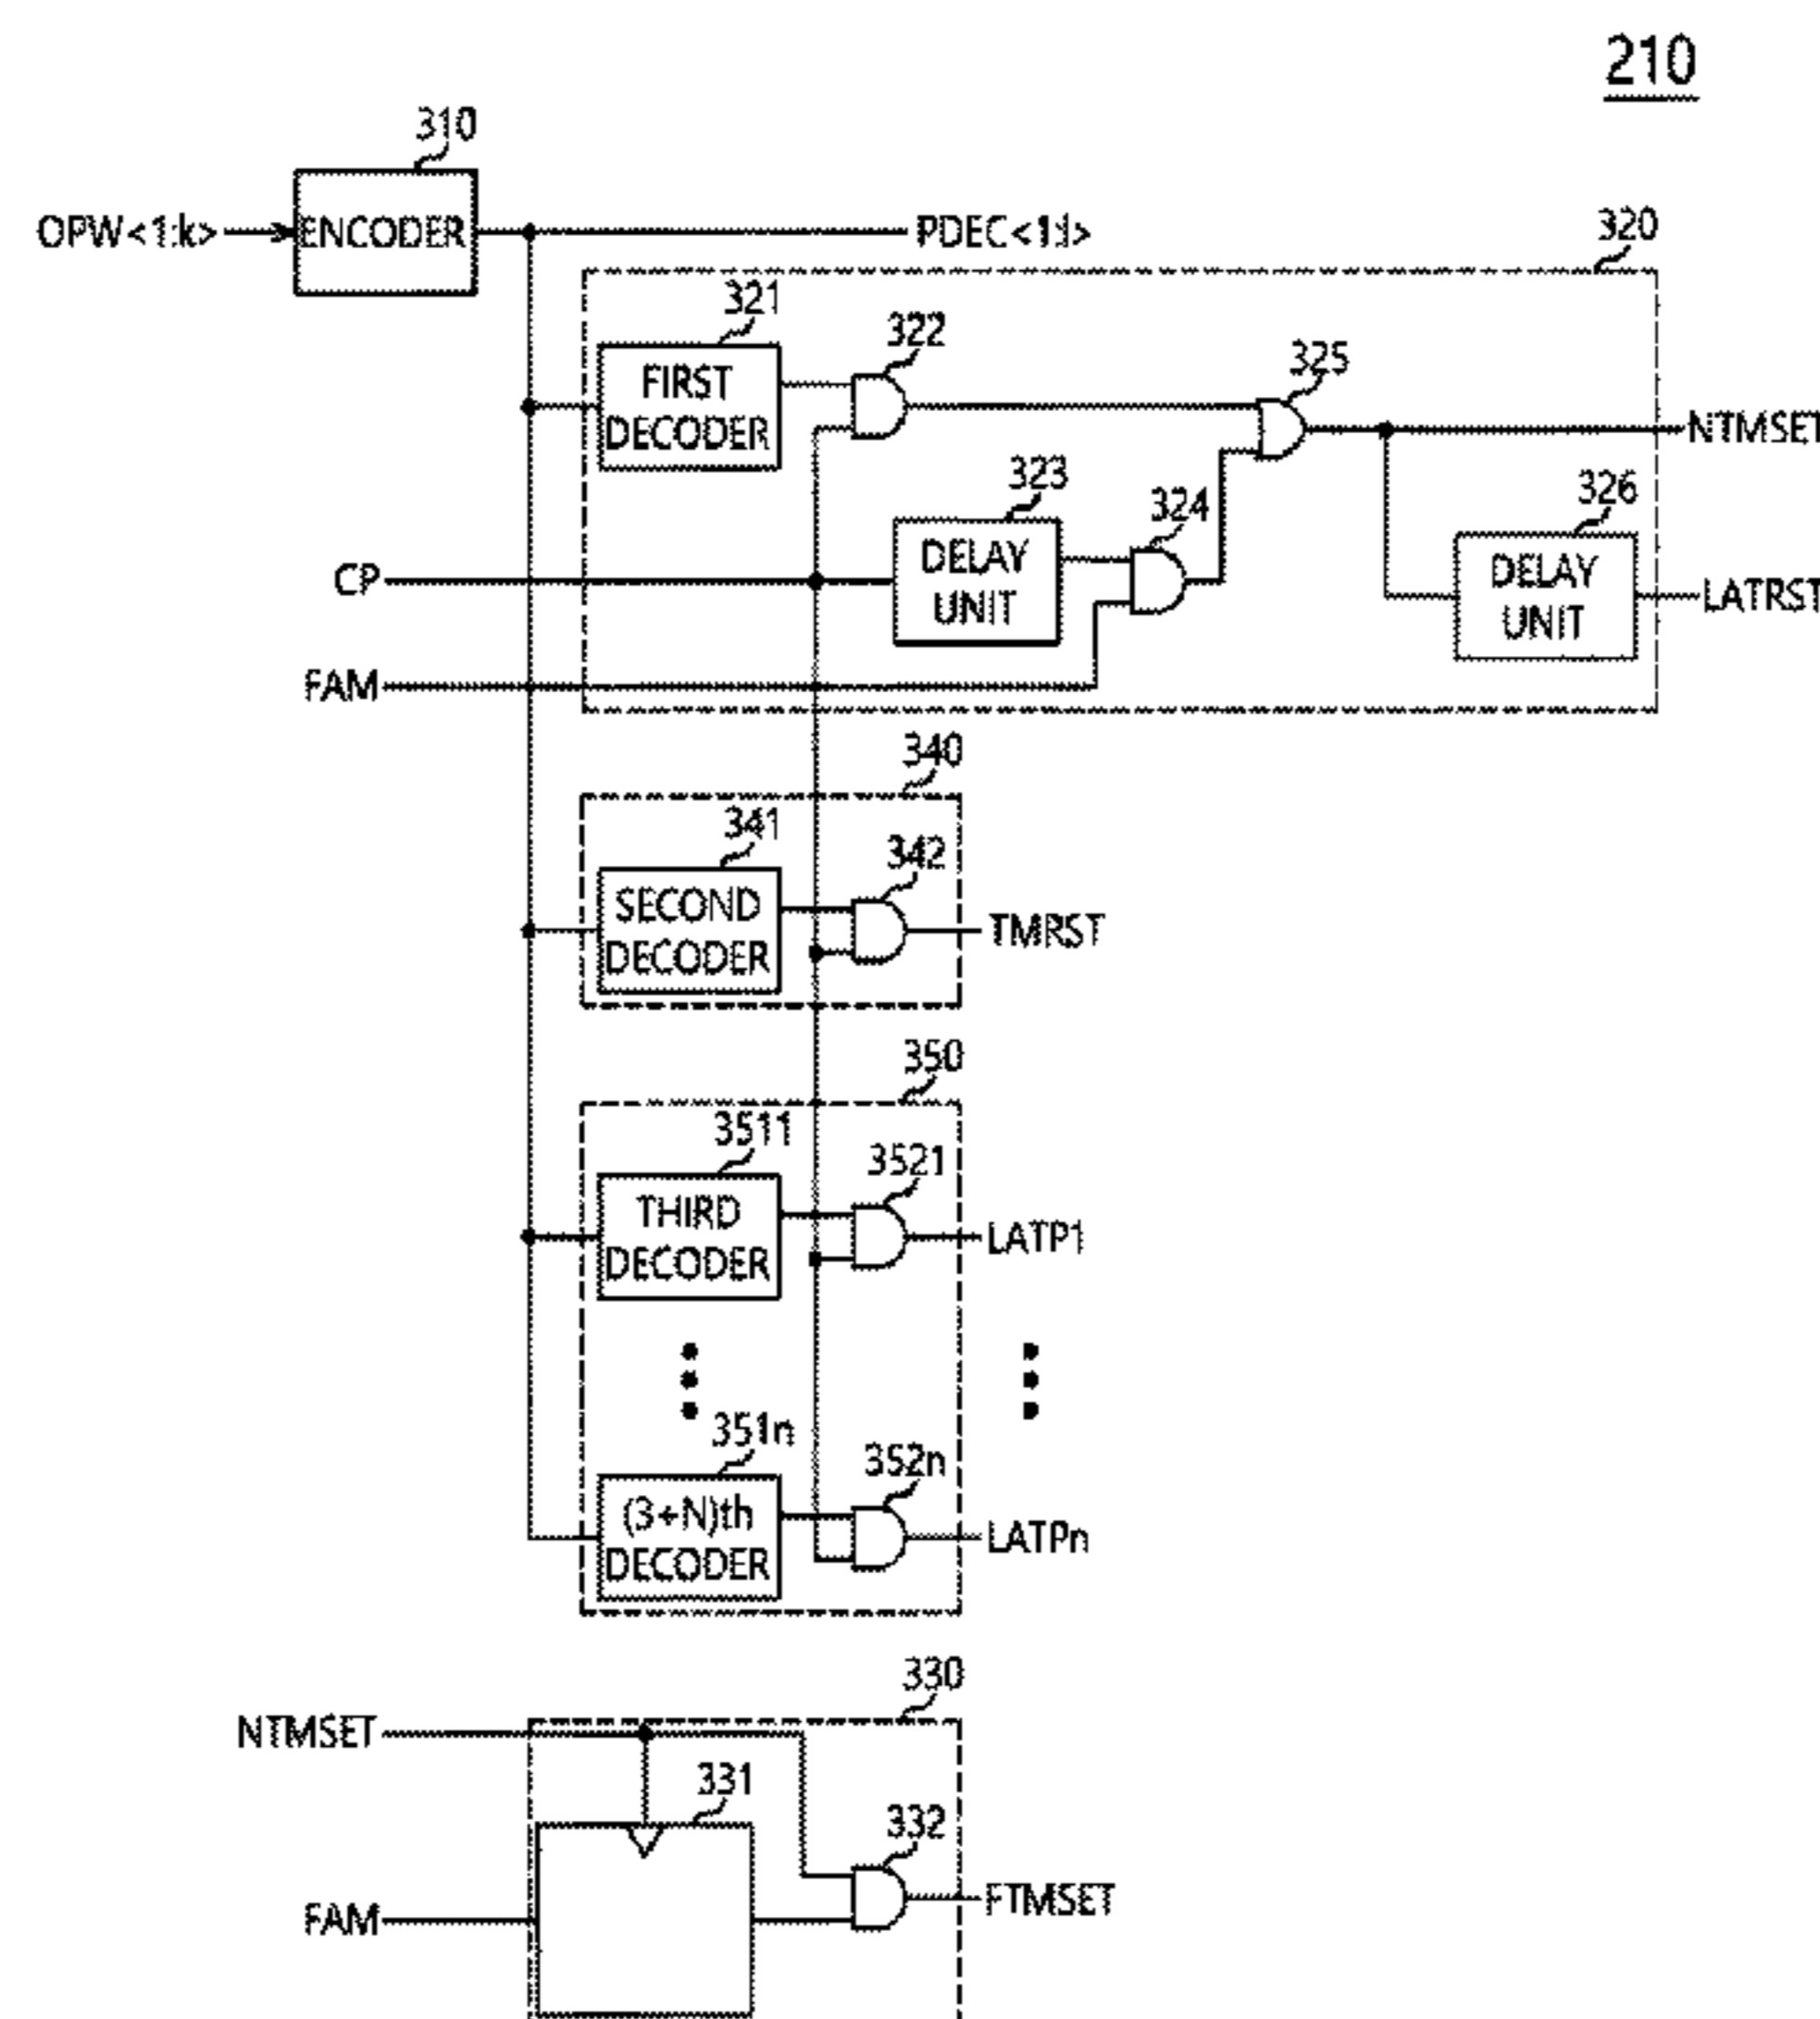 210
310
OPW<1:k>
ENCODER
PDEC<1:l>
320
321
FIRST
DECODER
322
325
NTMSET
323
DELAY
UNIT
324
326
DELAY
UNIT
LATRST
CP
FAM
340
341
SECOND
DECODER
342
TMRST
350
3511
THIRD
DECODER
3521
LATP1
351n
(3+N)th
DECODER
352n
LATPn
330
NTMSET
331
332
FAM
FTMSET